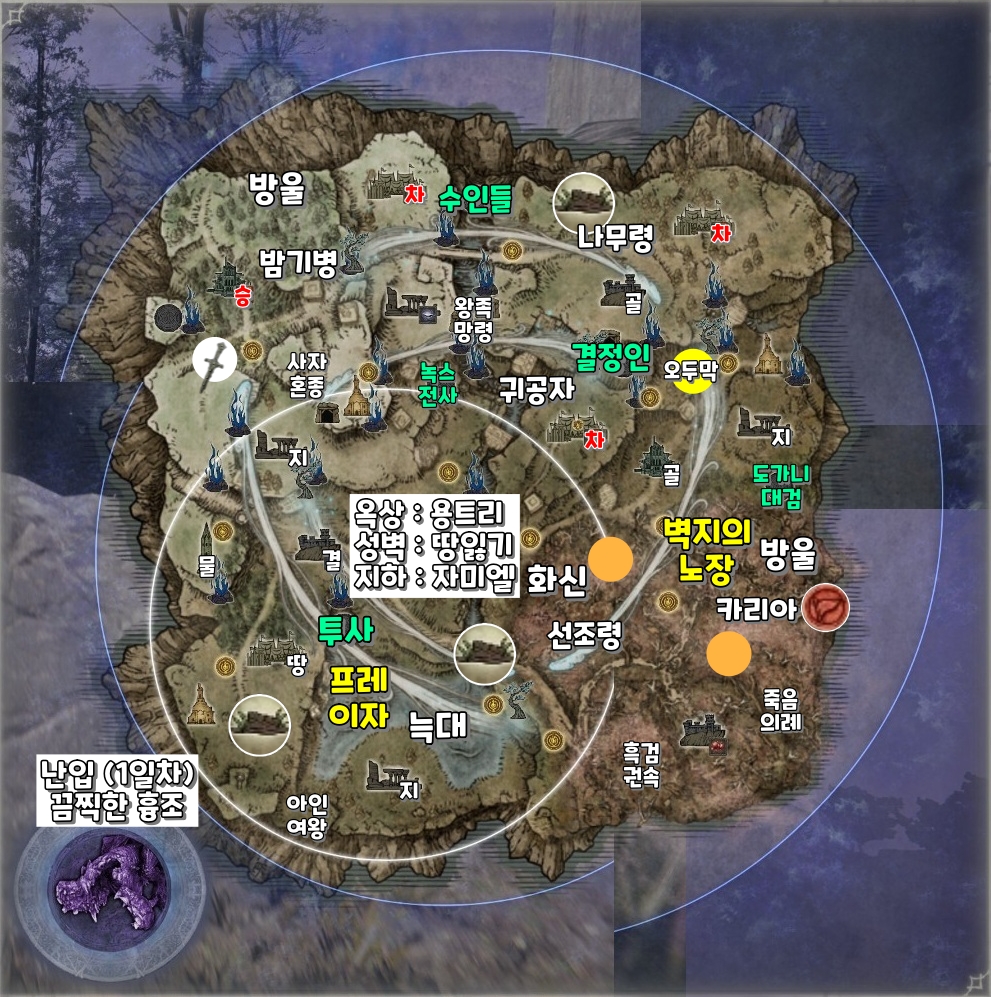 방울
차
수인들
나무령
차
밤기병
승
왕족
망령
골
사자
혼종
녹스
전사
귀공자
결정인
오두막
차
지
지
골
도가니
대검
옥상 : 용트리
성벽 : 땅잃기
지하 : 자미엘
물
결
화신
벽지의
노장
방울
카리아
투사
선조령
땅
프레
이자
늑대
죽음
의례
흑검
권속
난입 (1일차)
끔찍한 흉조
지
아인
여왕